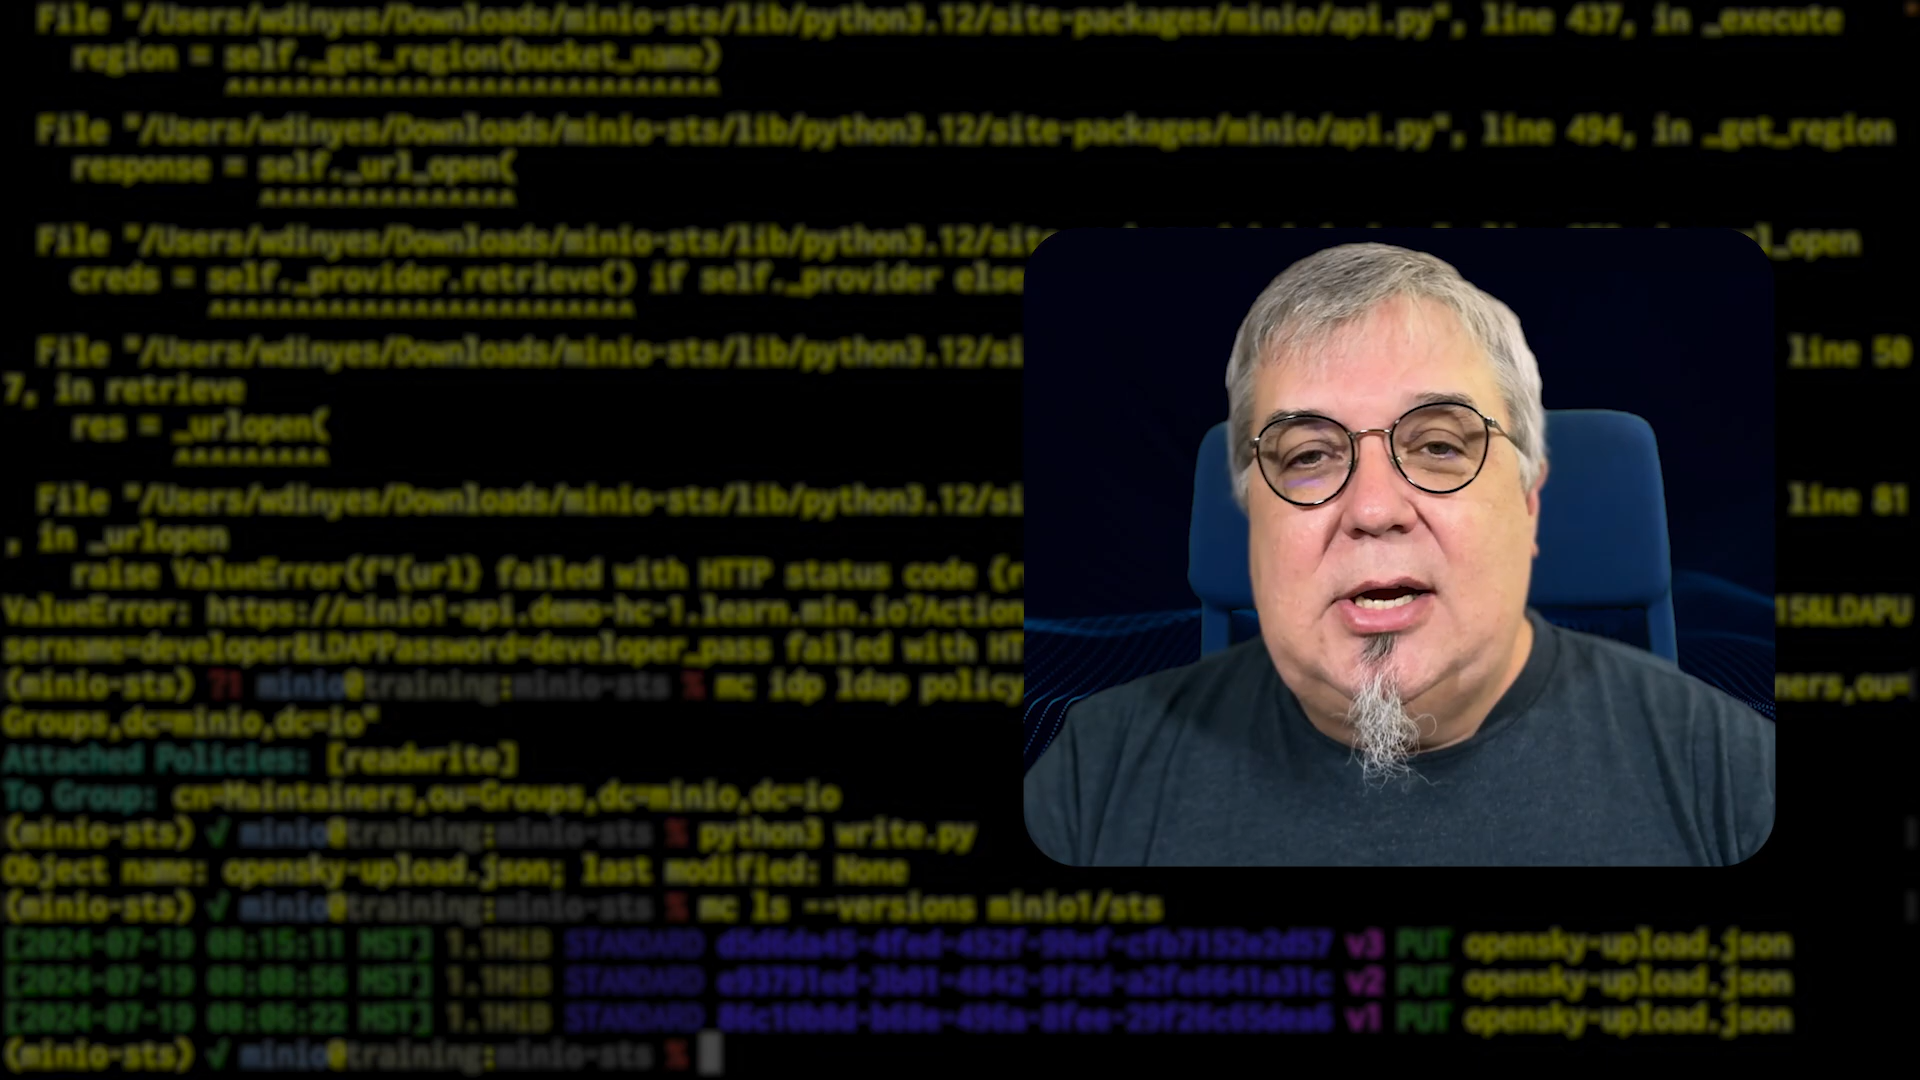 File "/Users/wdinyes/Downloads/minio-sts/lib/python3.12/site-packages/minio/api.py", line 437, in _execute
region = self._get_region(bucket_name)
^^^^^^^^^^^^^^^^^^^^^^^^^^^^^
File "/Users/wdinyes/Downloads/minio-sts/lib/python3.12/site-packages/minio/api.py", line 494, in _get_region
response = self._url_open(
^^^^^^^^^^^^^^^
File "/Users/wdinyes/Downloads/minio-sts/lib/python3.12/
creds = self._provider.retrieve() if self._provider else
^^^^^^^^^^^^^^^^^^^^^^^^^
File "/Users/wdinyes/Downloads/minio-sts/lib/python3.12/si line 50
7, in retrieve
res = _urlopen(
^^^^^^^^^
File "/Users/wdinyes/Downloads/minio-sts/lib/python3.12/si line 81
, in _urlopen
raise ValueError(f"{url} failed with HTTP status code {r
ValueError: https://minio1-api.demo-hc-1.learn.min.io?Action 15&LDAPU
sername=developer&LDAPPassword=developer_pass failed with HT
(minio-sts) ?1 minio@training:minio-sts % mc idp ldap policy ners,ou=
Groups,dc=minio,dc=io"
Attached Policies: [readwrite]
To Group: cn=Maintainers,ou=Groups,dc=minio,dc=io
(minio-sts) √ minio@training:minio-sts % python3 write.py
Object name: opensky-upload.json; last modified: None
(minio-sts) √ minio@training:minio-sts % mc ls --versions minio1/sts
[2024-07-19 08:15:11 MST] 1.1MiB STANDARD d5d6da45-4fed-452f-90ef-cfb7152e2d57 v3 PUT opensky-upload.json
[2024-07-19 08:08:56 MST] 1.1MiB STANDARD e93791ed-3b01-4842-9f5d-a2fe6641a31c v2 PUT opensky-upload.json
[2024-07-19 08:06:22 MST] 1.1MiB STANDARD 86c10b8d-b68e-496a-8fee-29f26c65dea6 v1 PUT opensky-upload.json
(minio-sts) √ minio@training:minio-sts %